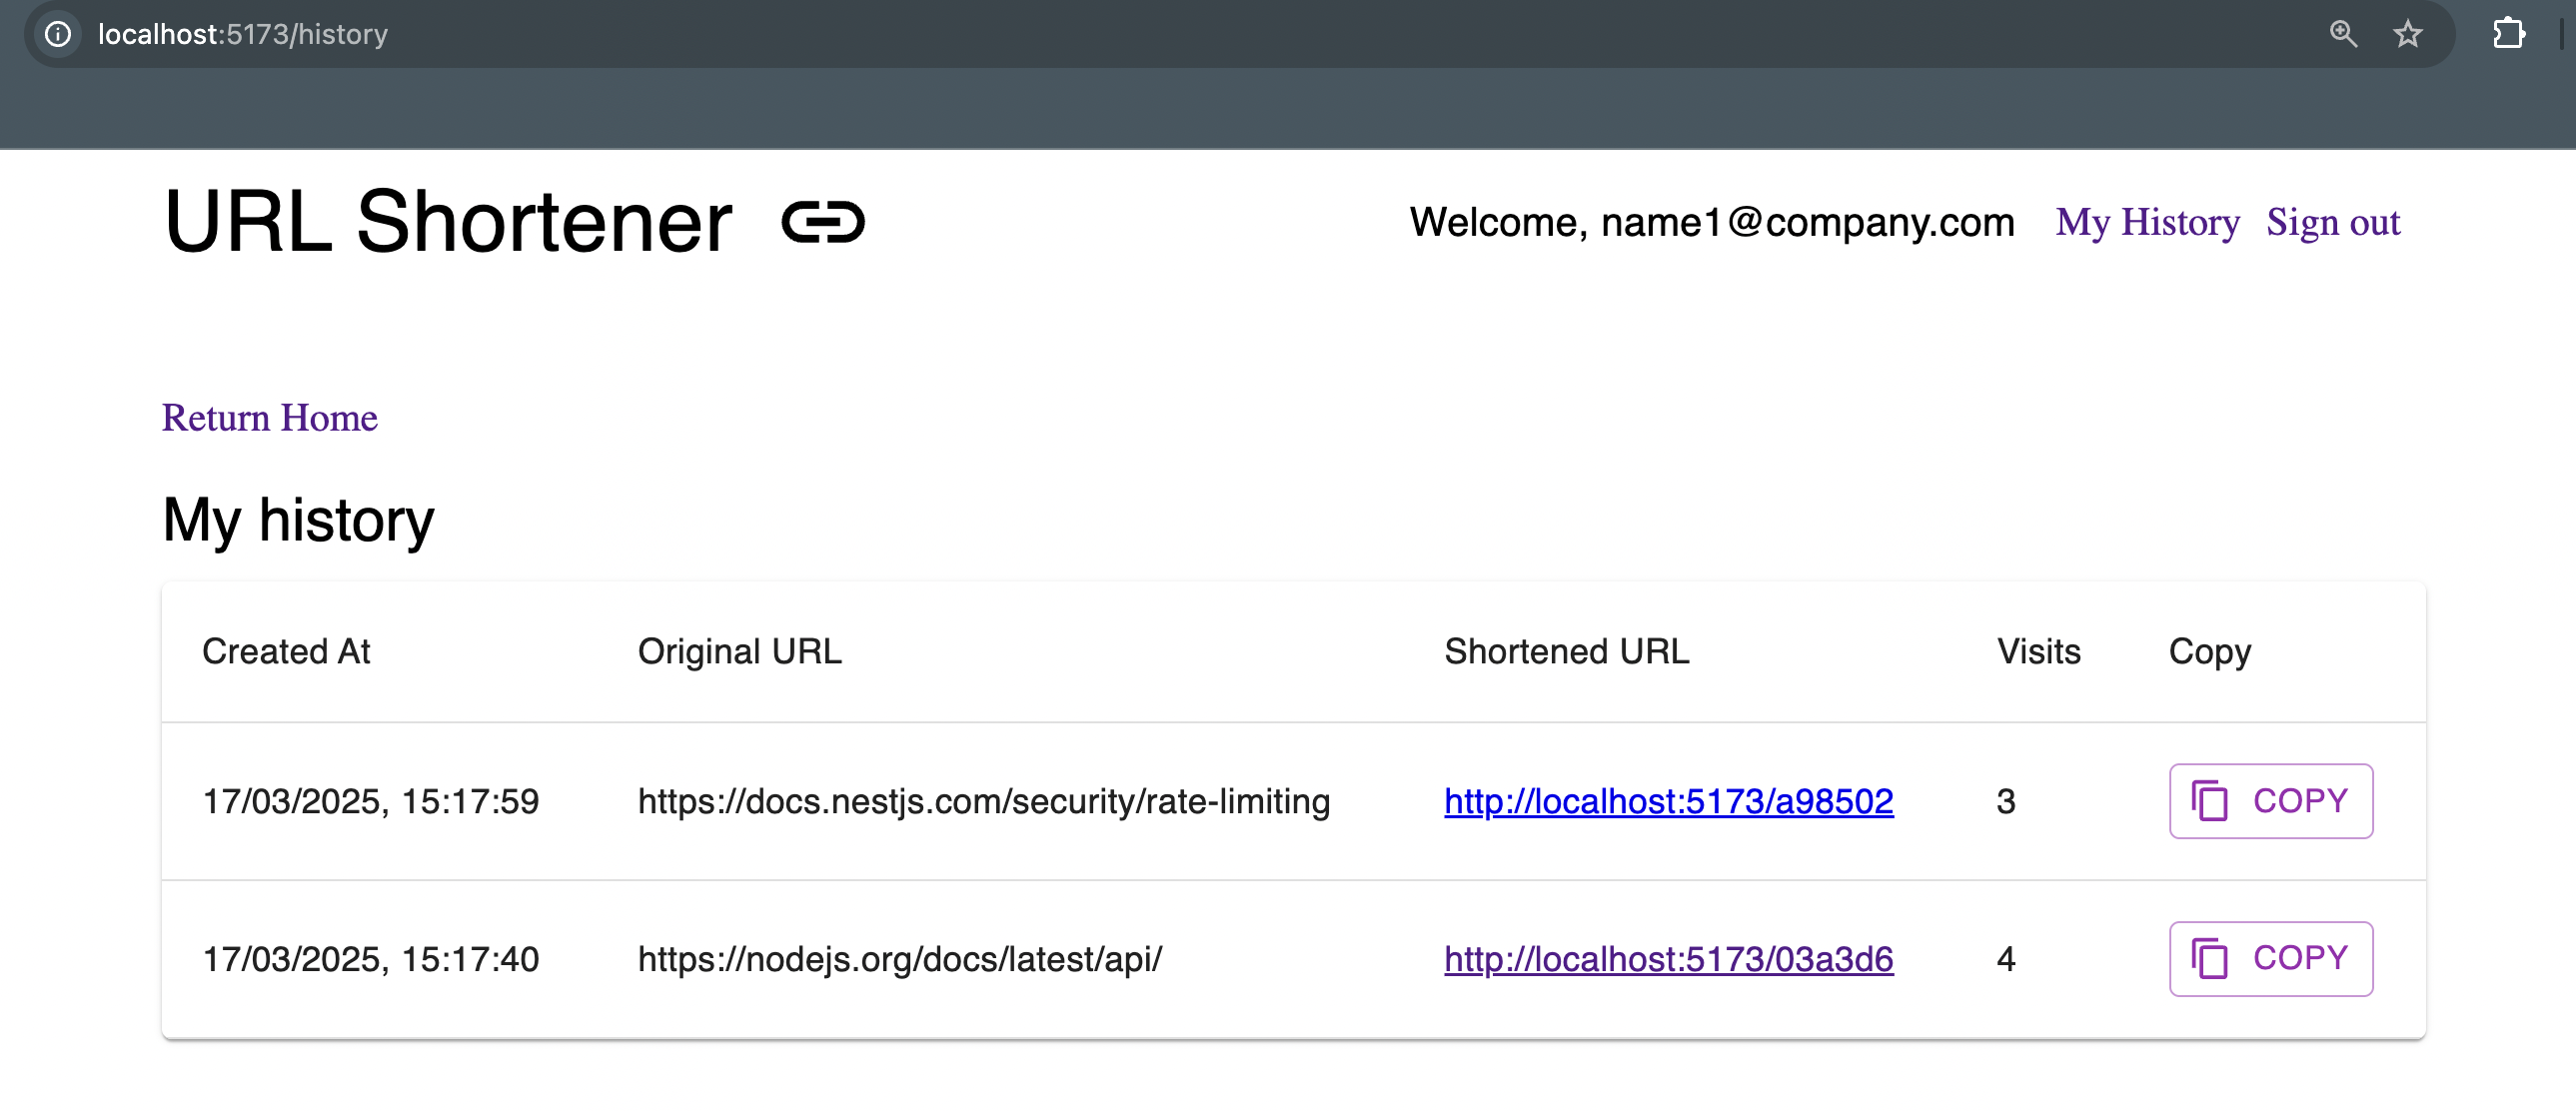 localhost:5173/history
URL Shortener Welcome, name1@company.com My History Sign out
Return Home
My history
Created At Original URL Shortened URL Visits Copy
17/03/2025, 15:17:59 https://docs.nestjs.com/security/rate-limiting http://localhost:5173/a98502 3 COPY
17/03/2025, 15:17:40 https://nodejs.org/docs/latest/api/ http://localhost:5173/03a3d6 4 COPY